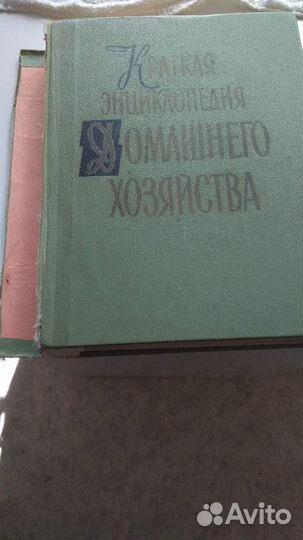 Краткая
энциклопедия
Домашнего
хозяйства
Avito